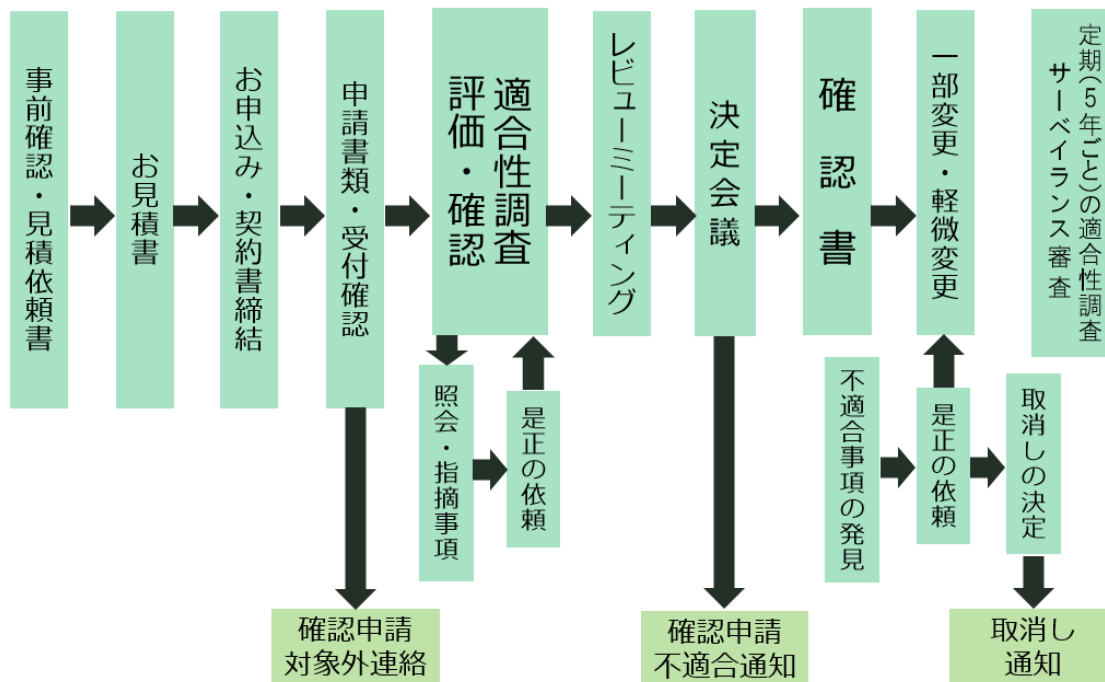 事前確認・見積依頼書
お見積書
お申込み・契約書締結
申請書類・受付確認
適合性調査
評価・確認
レビューミーティング
決定会議
確認書
一部変更・軽微変更
定期(5年ごと)の適合性調査
サーベイランス審査
照会・指摘事項
是正の依頼
不適合事項の発見
是正の依頼
取消しの決定
確認申請
対象外連絡
確認申請
不適合通知
取消し
通知